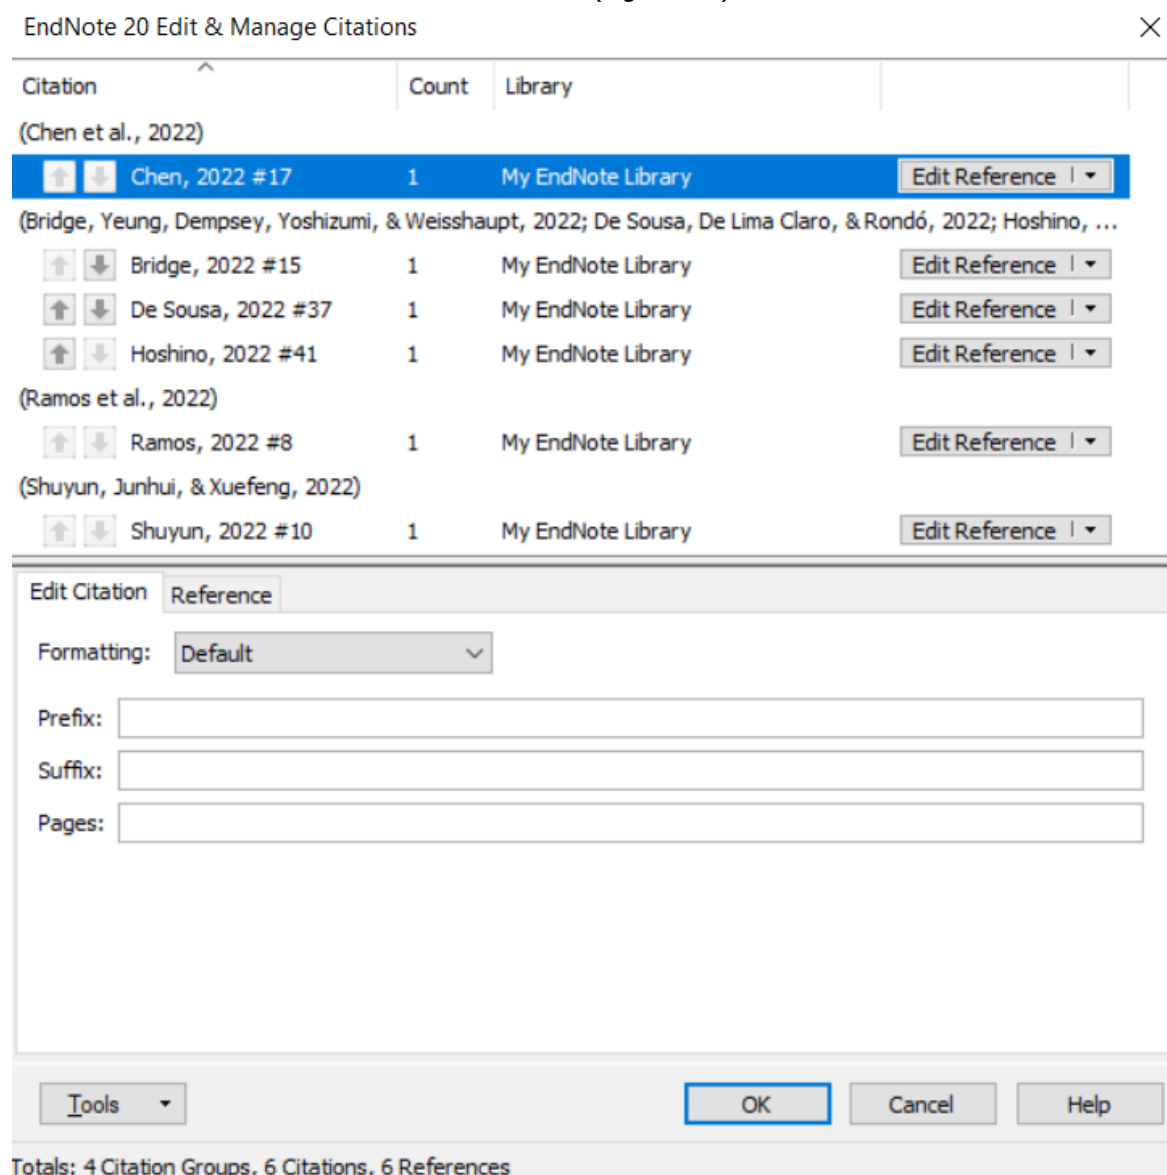 EndNote 20 Edit & Manage Citations
Citation Count Library
(Chen et al., 2022)
Chen, 2022 #17 1 My EndNote Library Edit Reference
(Bridge, Yeung, Dempsey, Yoshizumi, & Weisshaupt, 2022; De Sousa, De Lima Claro, & Rondó, 2022; Hoshino, ...
Bridge, 2022 #15 1 My EndNote Library Edit Reference
De Sousa, 2022 #37 1 My EndNote Library Edit Reference
Hoshino, 2022 #41 1 My EndNote Library Edit Reference
(Ramos et al., 2022)
Ramos, 2022 #8 1 My EndNote Library Edit Reference
(Shuyun, Junhui, & Xuefeng, 2022)
Shuyun, 2022 #10 1 My EndNote Library Edit Reference
Edit Citation Reference
Formatting: Default
Prefix:
Suffix:
Pages:
Tools OK Cancel Help
Totals: 4 Citation Groups, 6 Citations, 6 References